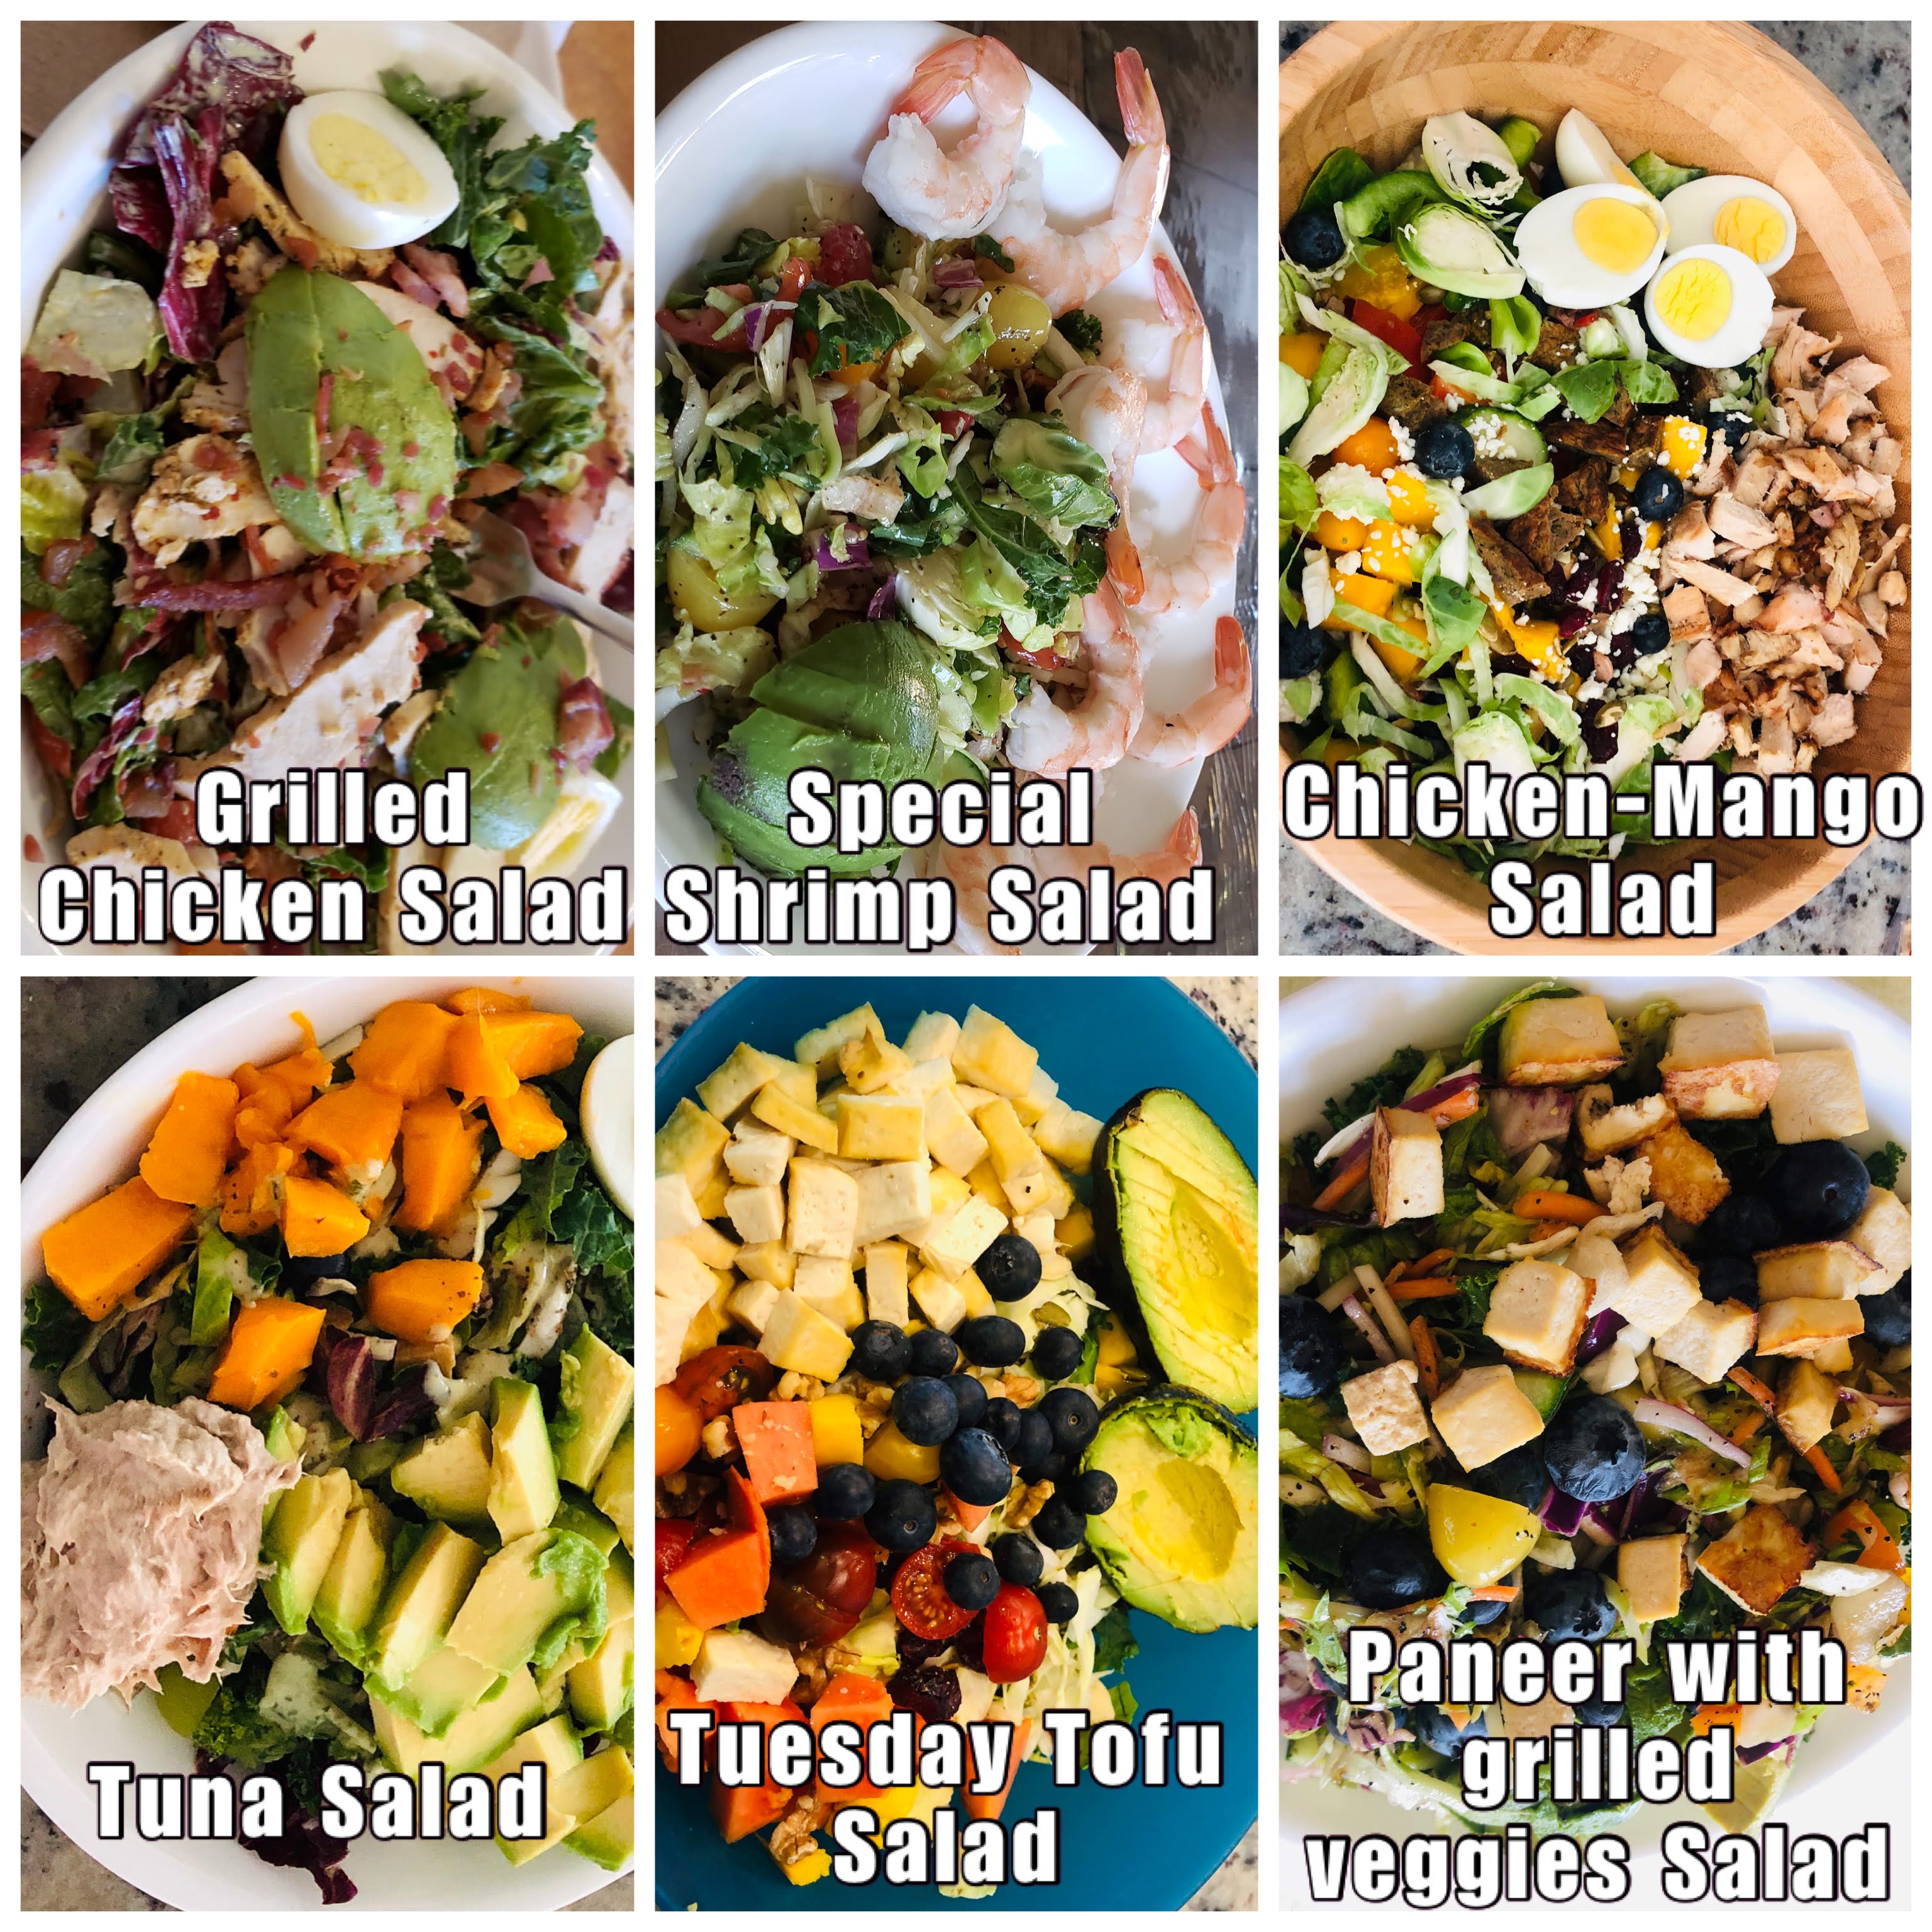 Grilled
Chicken Salad
Special
Shrimp Salad
Chicken-Mango
Salad
Tuna Salad
Tuesday Tofu
Salad
Paneer with
grilled
veggies Salad